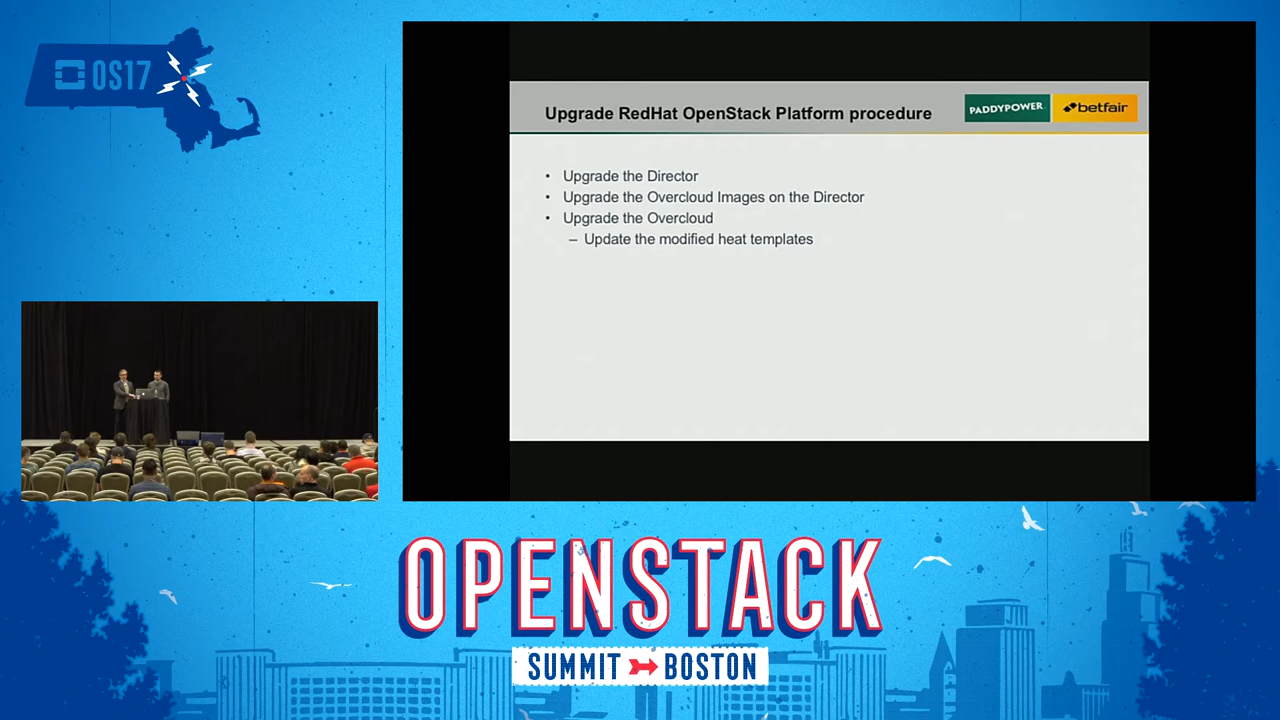 OS17
Upgrade RedHat OpenStack Platform procedure
PADDYPOWER
betfair
• Upgrade the Director
• Upgrade the Overcloud Images on the Director
• Upgrade the Overcloud
– Update the modified heat templates
OPENSTACK
SUMMIT BOSTON